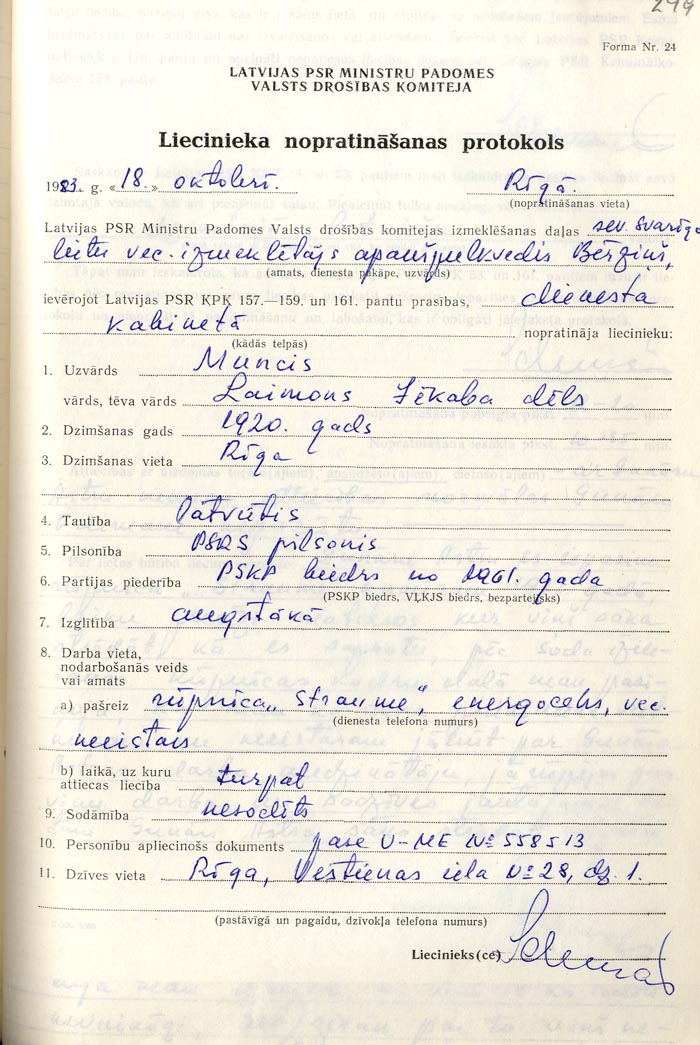 Forma Nr. 24
LATVIJAS PSR MINISTRU PADOMES
VALSTS DROŠĪBAS KOMITEJA
Liecinieka nopratināšanas protokols
1983. g. «18.» oktobrī. Rīgā.
(nopratināšanas vieta)
Latvijas PSR Ministru Padomes Valsts drošības komitejas izmeklēšanas daļas sev. svarīgo
lietu vec. izmeklētājs apakšpulkvedis Bērziņš,
(amats, dienesta pakāpe, uzvārds)
ievērojot Latvijas PSR KPK 157.—159. un 161. pantu prasības, dienesta
kabinetā nopratināja liecinieku:
(kādās telpās)
1. Uzvārds Muncis
vārds, tēva vārds Laimons Jēkaba dēls
2. Dzimšanas gads 1920. gads
3. Dzimšanas vieta Rīga
4. Tautība latvietis
5. Pilsonība PSRS pilsonis
6. Partijas piederība PSKP biedrs no 1961. gada
(PSKP biedrs, VĻKJS biedrs, bezpartejisks)
7. Izglītība augstākā
8. Darba vieta,
nodarbošanās veids
vai amats
a) pašreiz rūpnīca „Straume", energocehs, vec.
(dienesta telefona numurs)
meistars
b) laikā, uz kuru
attiecas liecība turpat
9. Sodāmība nesodīts
10. Personību apliecinošs dokuments pase V-ME № 558513
11. Dzīves vieta Rīga, Vestienas iela № 28, dz. 1.
(pastāvīgā un pagaidu, dzīvokļa telefona numurs)
Liecinieks(ce)